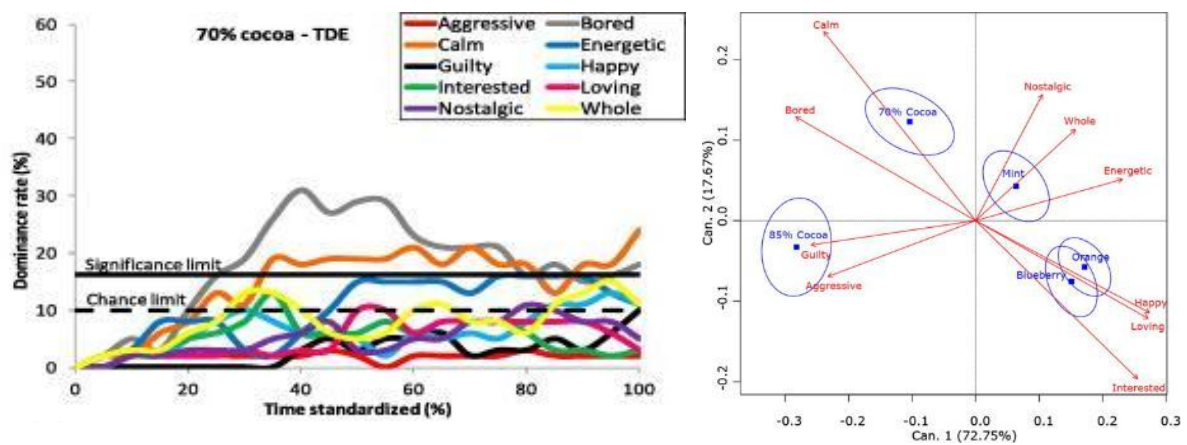 70% cocoa - TDE
Aggressive
Bored
Calm
Energetic
Guilty
Happy
Interested
Loving
Nostalgic
Whole
Dominance rate (%)
60
50
40
30
20
10
0
Significance limit
Chance limit
0 20 40 60 80 100
Time standardized (%)
Can. 2 (17.67%)
0.2
0.1
0.0
-0.1
-0.2
Calm
Bored
70% Cocoa
Nostalgic
Whole
Mint
Energetic
85% Cocoa
Guilty
Aggressive
Orange
Blueberry
Happy
Loving
Interested
-0.3 -0.2 -0.1 0.0 0.1 0.2 0.3
Can. 1 (72.75%)